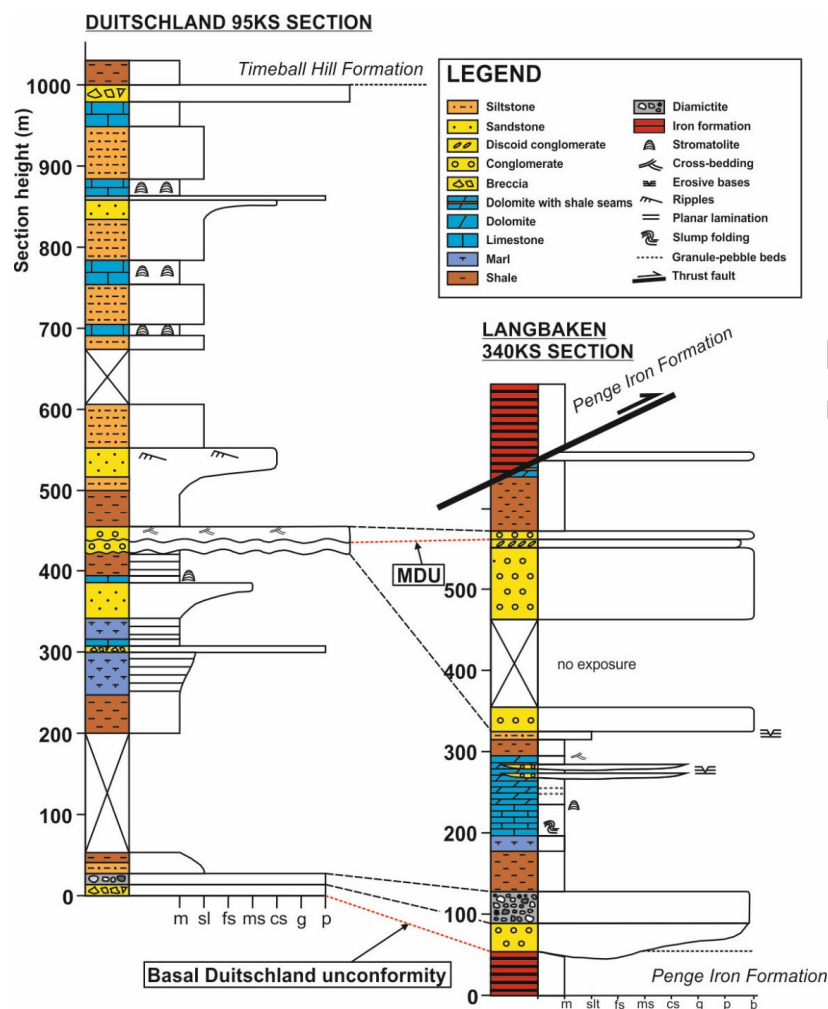 DUITSCHLAND 95KS SECTION
Timeball Hill Formation
Section height (m)
1000
900
800
700
600
500
400
300
200
100
0
m sl fs ms cs g p
LEGEND
Siltstone
Sandstone
Discoid conglomerate
Conglomerate
Breccia
Dolomite with shale seams
Dolomite
Limestone
Marl
Shale
Diamictite
Iron formation
Stromatolite
Cross-bedding
Erosive bases
Ripples
Planar lamination
Slump folding
Granule-pebble beds
Thrust fault
LANGBAKEN
340KS SECTION
Penge Iron Formation
MDU
500
400
no exposure
300
200
100
0
Basal Duitschland unconformity
Penge Iron Formation
m slt fs ms cs g p b